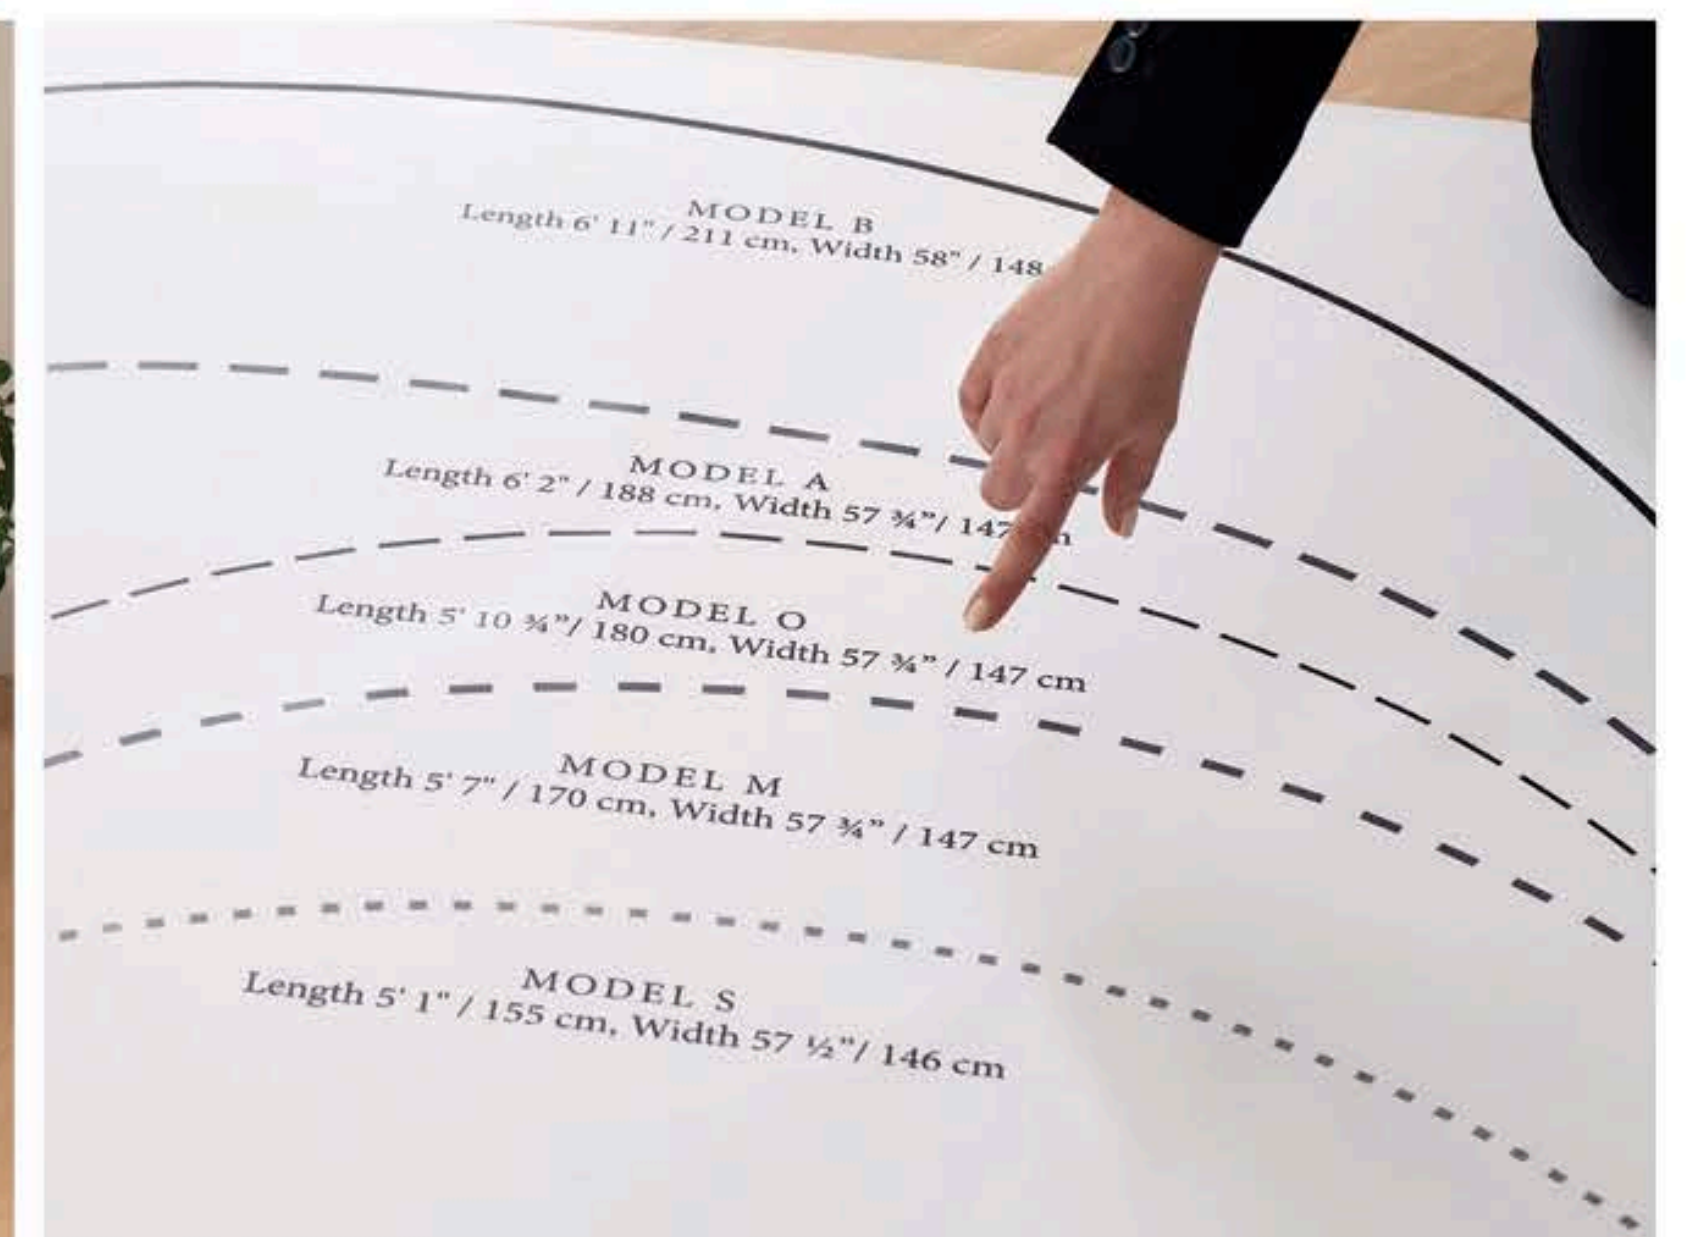 MODEL B
Length 6' 11" / 211 cm, Width 58" / 148
MODEL A
Length 6' 2" / 188 cm, Width 57 ¾”/ 147
MODEL O
Length 5' 10 ¾”/ 180 cm, Width 57 ¾” / 147 cm
MODEL M
Length 5' 7" / 170 cm, Width 57 ¾” / 147 cm
MODEL S
Length 5' 1" / 155 cm, Width 57 ½”/ 146 cm